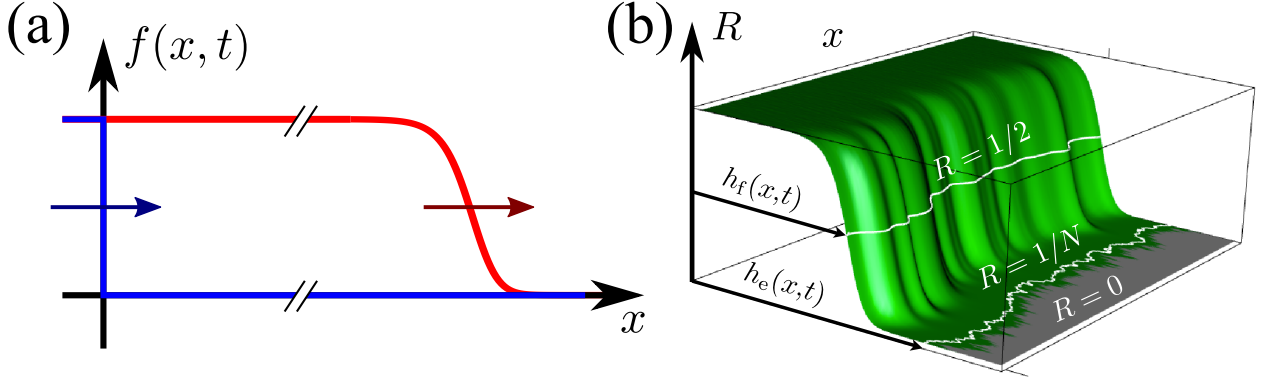 (a)
f(x, t)
x
(b)
R
x
R = 1/2
h_f(x,t)
R = 1/N
h_e(x,t)
R = 0